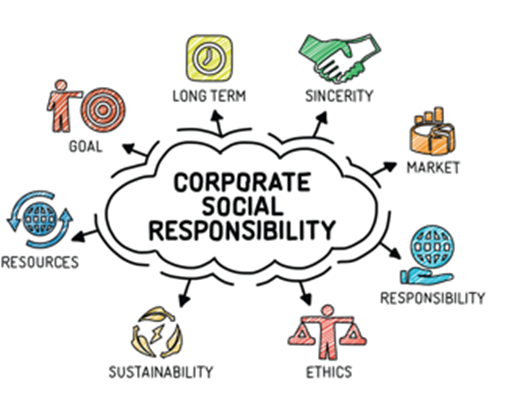 LONG TERM
SINCERITY
GOAL
MARKET
CORPORATE
SOCIAL
RESPONSIBILITY
RESOURCES
RESPONSIBILITY
SUSTAINABILITY
ETHICS